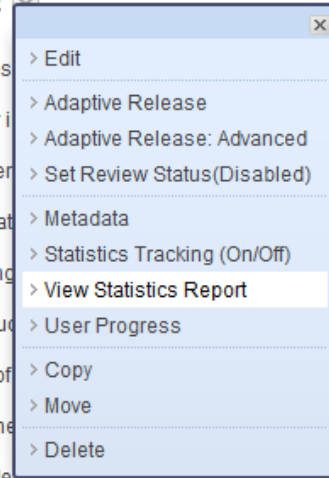 > Edit
> Adaptive Release
> Adaptive Release: Advanced
> Set Review Status(Disabled)
> Metadata
> Statistics Tracking (On/Off)
> View Statistics Report
> User Progress
> Copy
> Move
> Delete